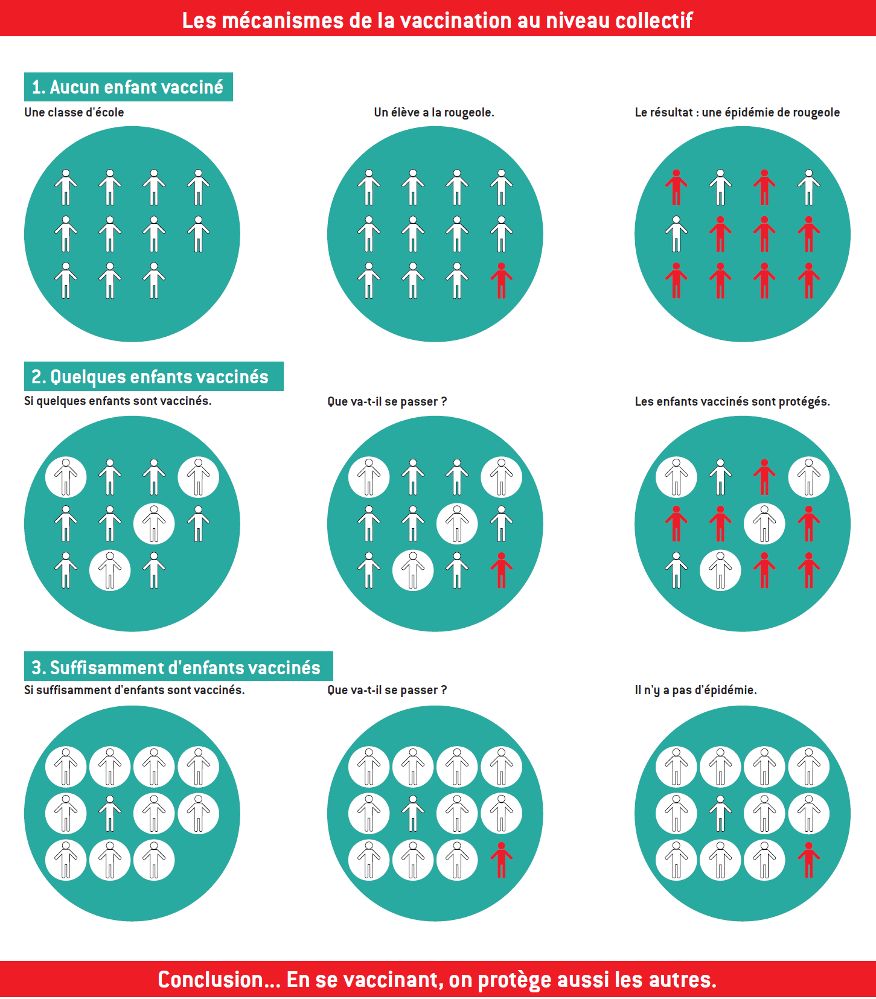 Les mécanismes de la vaccination au niveau collectif
1. Aucun enfant vacciné
Une classe d'école
Un élève a la rougeole.
Le résultat : une épidémie de rougeole
2. Quelques enfants vaccinés
Si quelques enfants sont vaccinés.
Que va-t-il se passer ?
Les enfants vaccinés sont protégés.
3. Suffisamment d'enfants vaccinés
Si suffisamment d'enfants sont vaccinés.
Que va-t-il se passer ?
Il n'y a pas d'épidémie.
Conclusion... En se vaccinant, on protège aussi les autres.